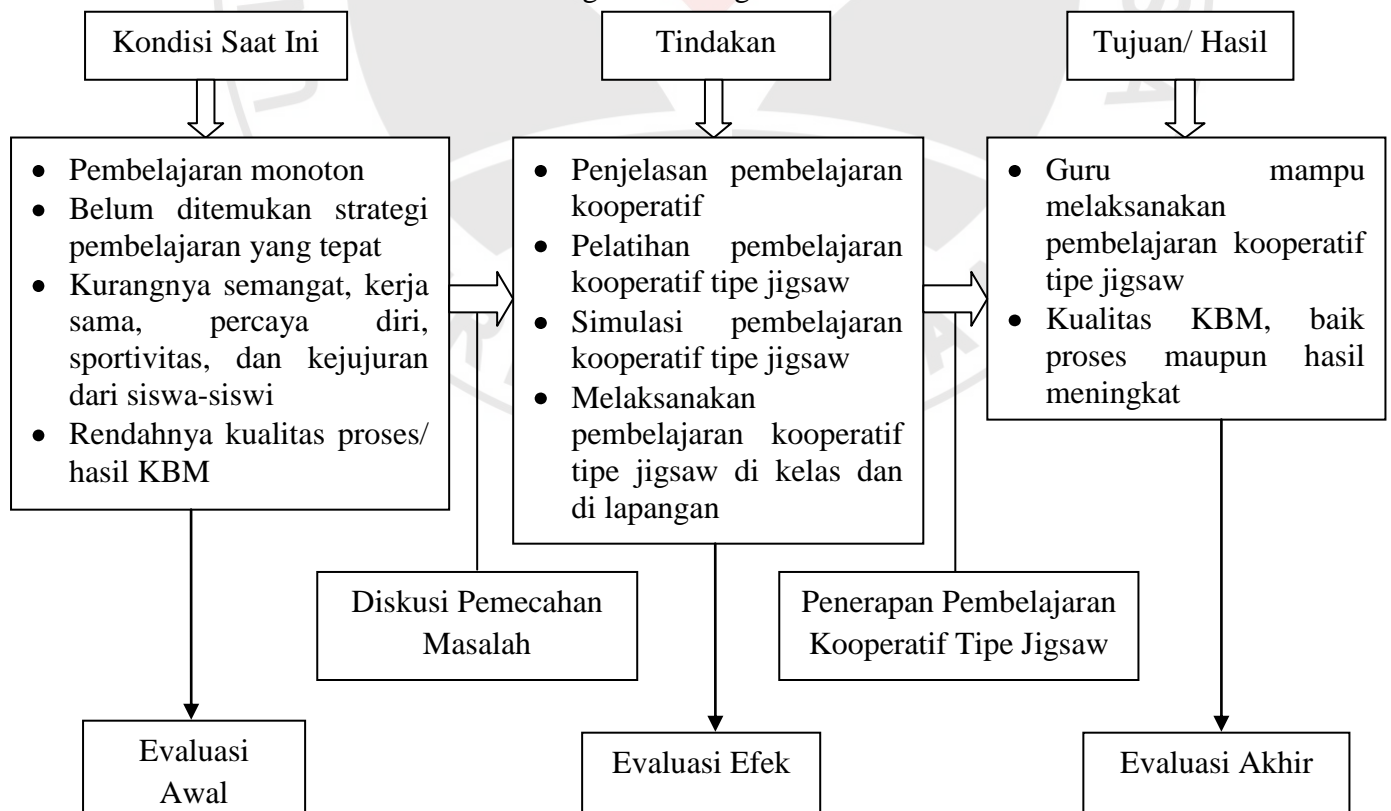 Kondisi Saat Ini
Tindakan
Tujuan/ Hasil
• Pembelajaran monoton
• Belum ditemukan strategi
pembelajaran yang tepat
• Kurangnya semangat, kerja
sama, percaya diri,
sportivitas, dan kejujuran
dari siswa-siswi
• Rendahnya kualitas proses/
hasil KBM
• Penjelasan pembelajaran
kooperatif
• Pelatihan pembelajaran
kooperatif tipe jigsaw
• Simulasi pembelajaran
kooperatif tipe jigsaw
• Melaksanakan
pembelajaran kooperatif
tipe jigsaw di kelas dan
di lapangan
• Guru mampu
melaksanakan
pembelajaran kooperatif
tipe jigsaw
• Kualitas KBM, baik
proses maupun hasil
meningkat
Diskusi Pemecahan
Masalah
Penerapan Pembelajaran
Kooperatif Tipe Jigsaw
Evaluasi
Awal
Evaluasi Efek
Evaluasi Akhir